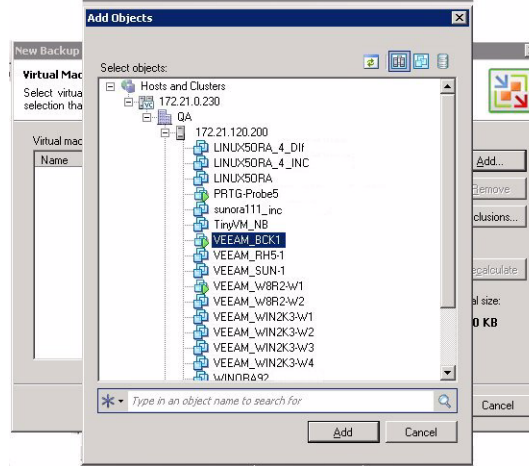 Add Objects
New Backup
Virtual Mac
Select virtua
selection tha
Select objects:
Hosts and Clusters
172.21.0.230
QA
172.21.120.200
LINUX5ORA_4_DIf
LINUX5ORA_4_INC
LINUX5ORA
PRTG-Probe5
sunora111_inc
TinyVM_NB
VEEAM_BCK1
VEEAM_RH5-1
VEEAM_SUN-1
VEEAM_W8R2-W1
VEEAM_W8R2-W2
VEEAM_WIN2K3-W1
VEEAM_WIN2K3-W2
VEEAM_WIN2K3-W3
VEEAM_WIN2K3-W4
WINORA92
Virtual mac
Name
Add...
Remove
clusions...
ecalculate
al size:
0 KB
Type in an object name to search for
Add
Cancel
Cancel